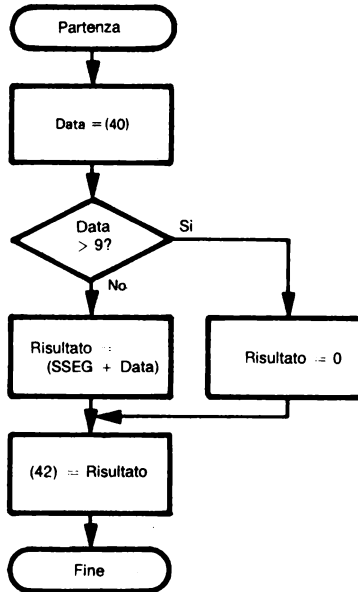 Partenza
Data = (40)
Data
> 9?
Si
No
Risultato =
(SSEG + Data)
Risultato = 0
(42) = Risultato
Fine